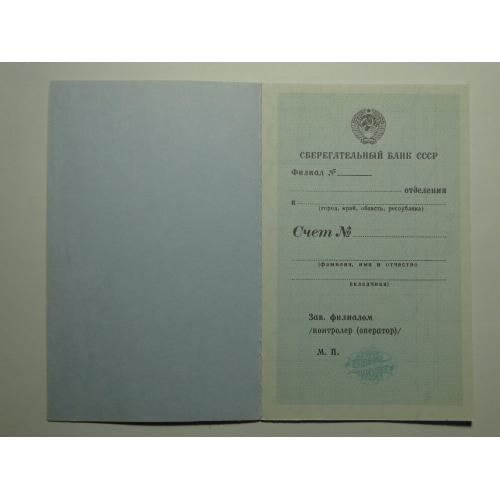 СБЕРЕГАТЕЛЬНЫЙ БАНК СССР
Филиал №
отделения
в
(город, край, область, республика)
Счет №
(фамилия, имя и отчество
вкладчика)
Зав. филиалом
/контролер (оператор)/
М. П.